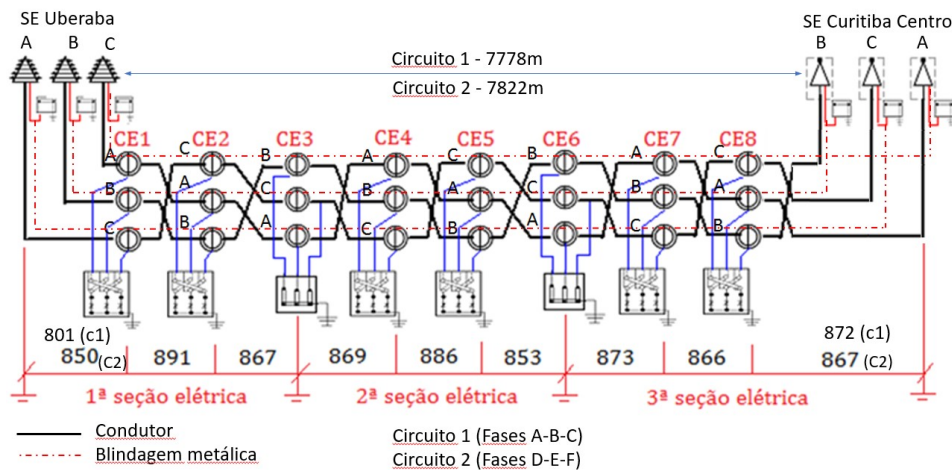 SE Uberaba
SE Curitiba Centro
A B C
B C A
Circuito 1 - 7778m
Circuito 2 - 7822m
CE1 CE2 CE3 CE4 CE5 CE6 CE7 CE8
A C B A C B A C
B A C B A C B A
C B A C B A C B
801 (c1)
872 (c1)
850 (C2) 891 867 869 886 853 873 866 867 (C2)
1ª seção elétrica 2ª seção elétrica 3ª seção elétrica
Condutor
Blindagem metálica
Circuito 1 (Fases A-B-C)
Circuito 2 (Fases D-E-F)